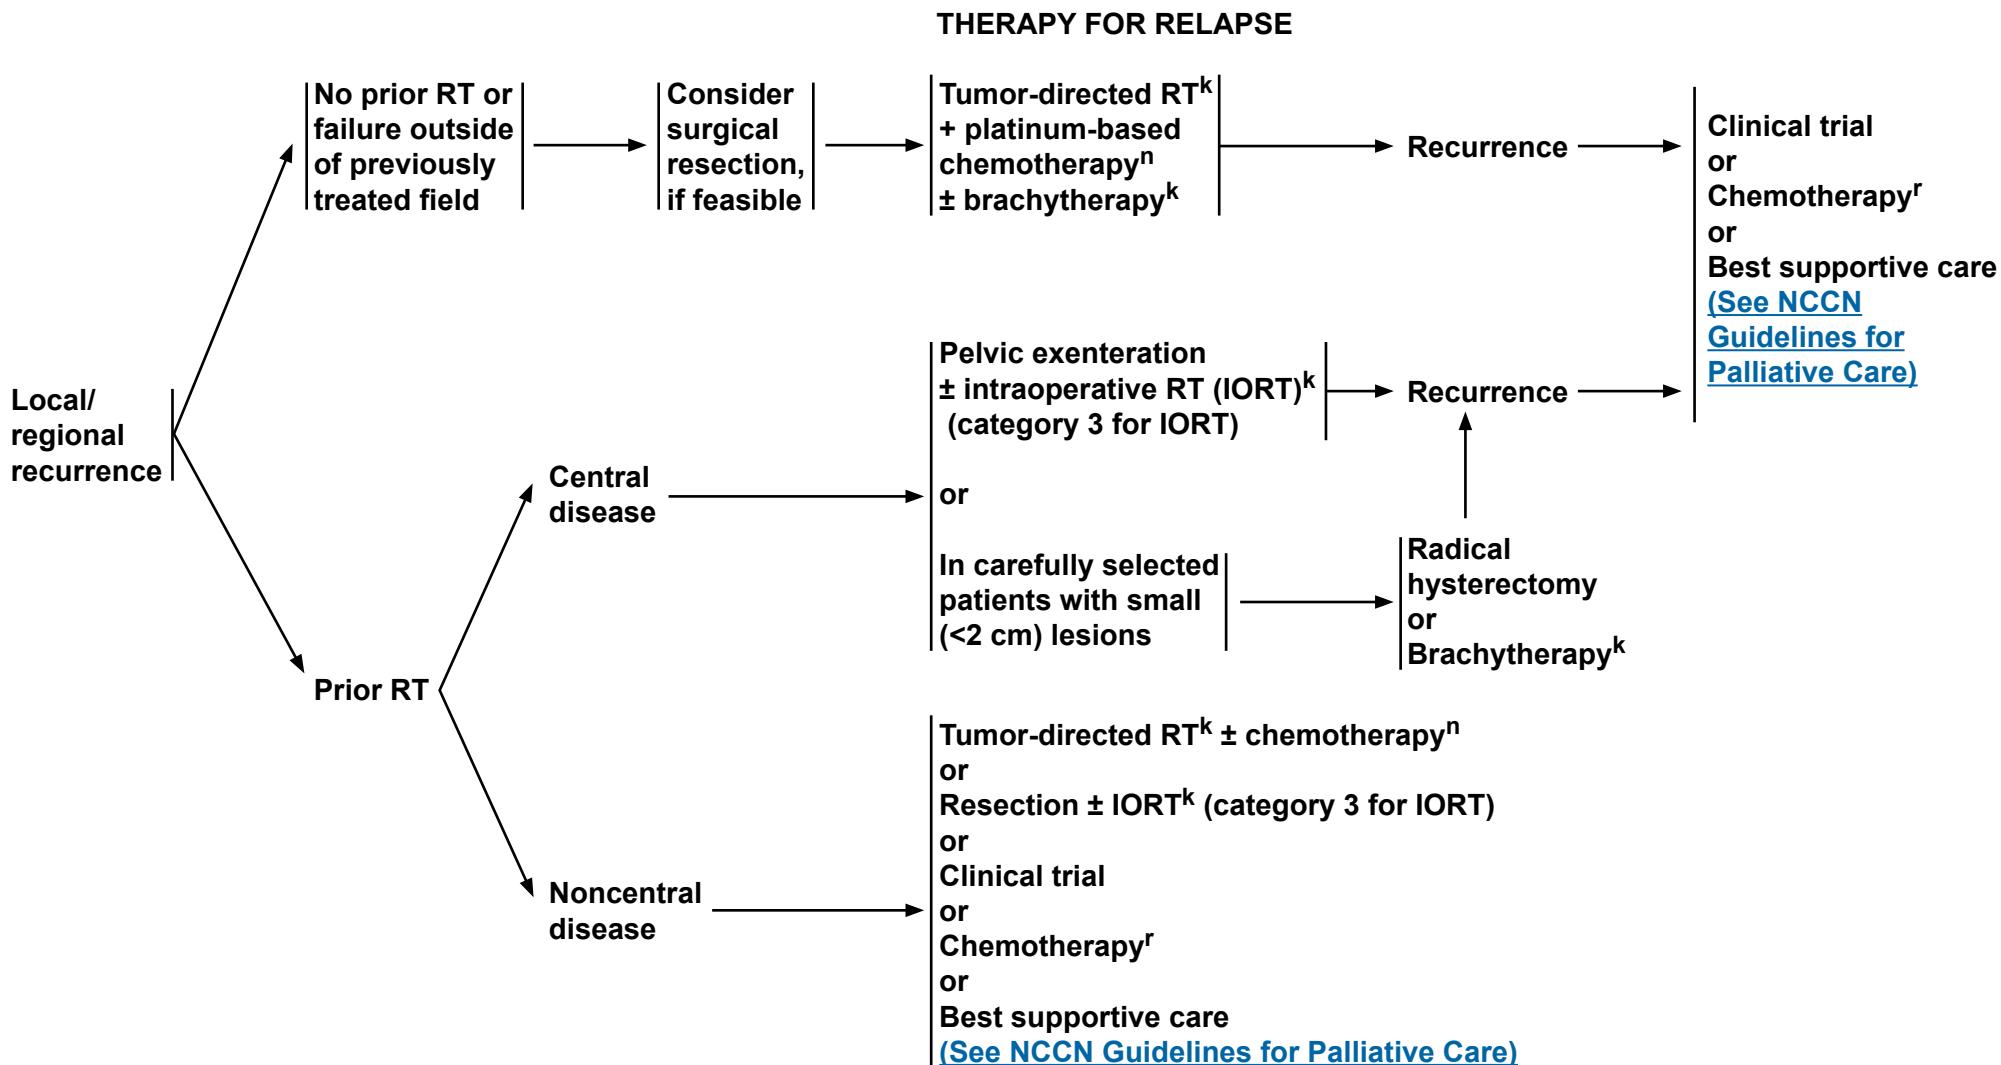 THERAPY FOR RELAPSE
Local/
regional
recurrence
No prior RT or
failure outside
of previously
treated field
Consider
surgical
resection,
if feasible
Tumor-directed RTᵏ
+ platinum-based
chemotherapyⁿ
± brachytherapyᵏ
Recurrence
Clinical trial
or
Chemotherapyʳ
or
Best supportive care
(See NCCN
Guidelines for
Palliative Care)
Prior RT
Central
disease
Pelvic exenteration
± intraoperative RT (IORT)ᵏ
(category 3 for IORT)
or
In carefully selected
patients with small
(<2 cm) lesions
Recurrence
Radical
hysterectomy
or
Brachytherapyᵏ
Noncentral
disease
Tumor-directed RTᵏ ± chemotherapyⁿ
or
Resection ± IORTᵏ (category 3 for IORT)
or
Clinical trial
or
Chemotherapyʳ
or
Best supportive care
(See NCCN Guidelines for Palliative Care)